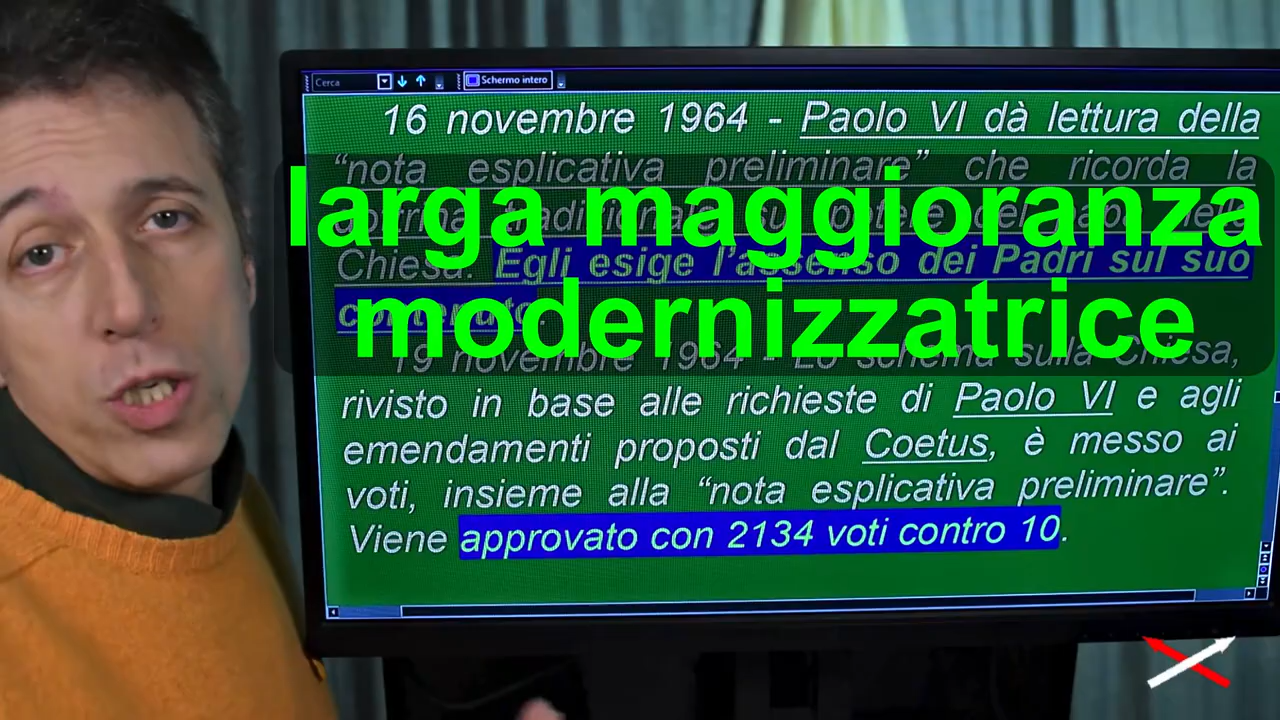 Cerca
Schermo intero
16 novembre 1964 - Paolo VI dà lettura della
“nota esplicativa preliminare” che ricorda la
larga maggioranza
Chiesa. Egli esige l’assenso dei Padri sul suo
modernizzatrice
19 novembre 1964 - Lo schema sulla Chiesa,
rivisto in base alle richieste di Paolo VI e agli
emendamenti proposti dal Coetus, è messo ai
voti, insieme alla “nota esplicativa preliminare”.
Viene approvato con 2134 voti contro 10.